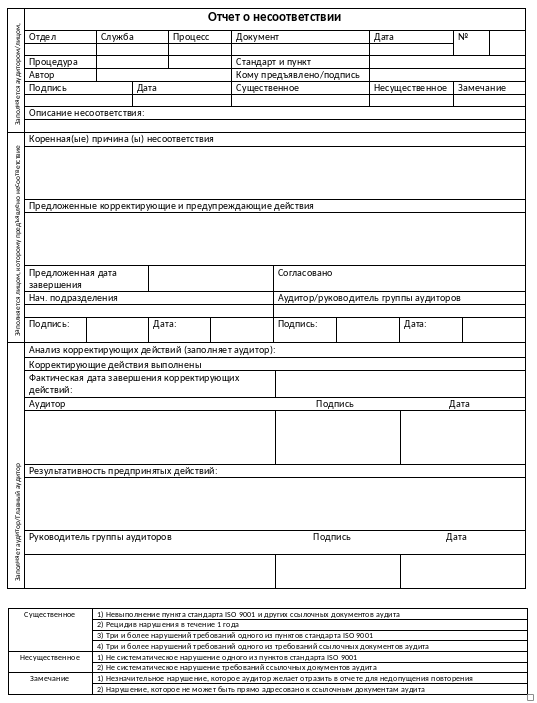 Отчет о несоответствии
Отдел Служба Процесс Документ Дата №
Процедура Стандарт и пункт
Автор Кому предъявлено/подпись
Подпись Дата Существенное Несущественное Замечание
Описание несоответствия:
Заполняется аудитором/лицом,
Коренная(ые) причина (ы) несоответствия
Предложенные корректирующие и предупреждающие действия
Предложенная дата
завершения
Согласовано
Нач. подразделения Аудитор/руководитель группы аудиторов
Подпись: Дата: Подпись: Дата:
Заполняется лицом, которому предъявлено несоответствие
Анализ корректирующих действий (заполняет аудитор):
Корректирующие действия выполнены
Фактическая дата завершения корректирующих
действий:
Аудитор Подпись Дата
Результативность предпринятых действий:
Руководитель группы аудиторов Подпись Дата
Заполняет аудитор/Главный аудитор
Существенное 1) Невыполнение пункта стандарта ISO 9001 и других ссылочных документов аудита
2) Рецидив нарушения в течение 1 года
3) Три и более нарушений требований одного из пунктов стандарта ISO 9001
4) Три и более нарушений требований одного из требований ссылочных документов аудита
Несущественное 1) Не систематическое нарушение одного из пунктов стандарта ISO 9001
2) Не систематическое нарушение требований ссылочных документов аудита
Замечание 1) Незначительное нарушение, которое аудитор желает отразить в отчете для недопущения повторения
2) Нарушение, которое не может быть прямо адресовано к ссылочным документам аудита